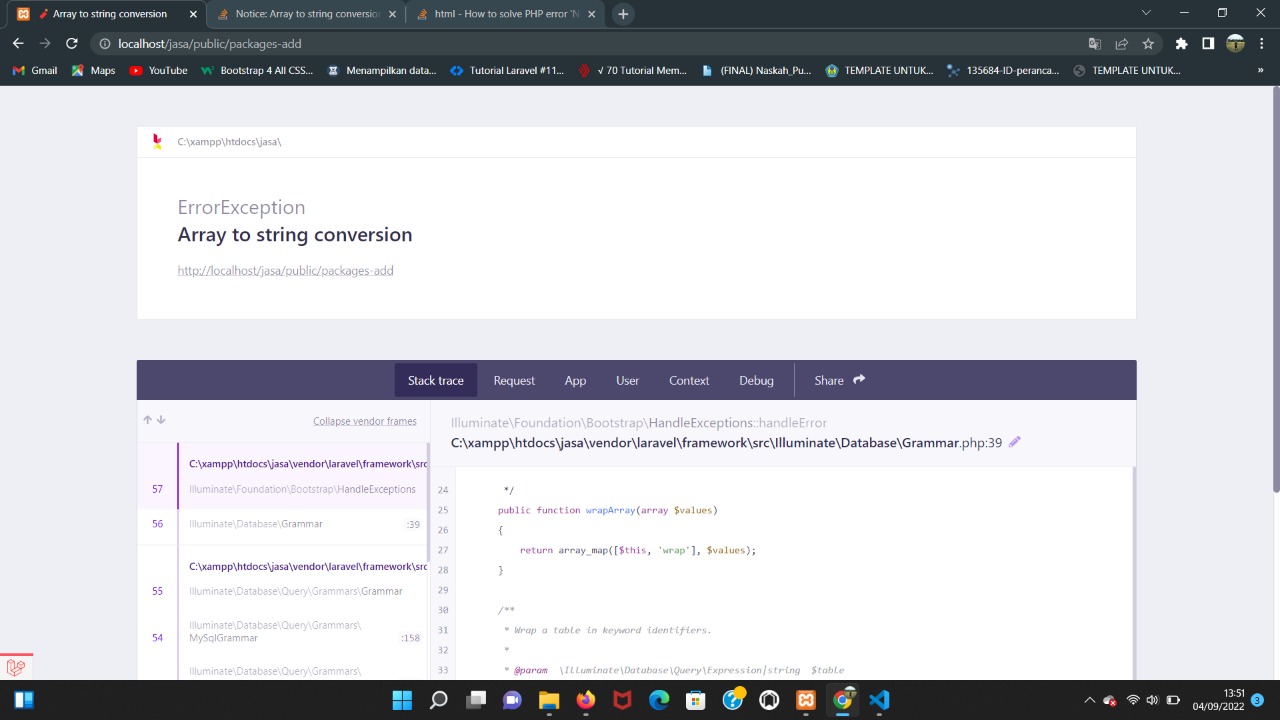 Array to string conversion
Notice: Array to string conversion
html - How to solve PHP error 'N
localhost/jasa/public/packages-add
Gmail
Maps
YouTube
Bootstrap 4 All CSS...
Menampilkan data...
Tutorial Laravel #11...
√ 70 Tutorial Mem...
(FINAL) Naskah_Pu...
TEMPLATE UNTUK...
135684-ID-peranca...
TEMPLATE UNTUK...
»
C:\xampp\htdocs\jasa\
ErrorException
Array to string conversion
http://localhost/jasa/public/packages-add
Stack trace
Request
App
User
Context
Debug
Share
Collapse vendor frames
Illuminate\Foundation\Bootstrap\HandleExceptions::handleError
C:\xampp\htdocs\jasa\vendor\laravel\framework\src\Illuminate\Database\Grammar.php:39
C:\xampp\htdocs\jasa\vendor\laravel\framework\src
57 Illuminate\Foundation\Bootstrap\HandleExceptions
56 Illuminate\Database\Grammar :39
C:\xampp\htdocs\jasa\vendor\laravel\framework\src
55 Illuminate\Database\Query\Grammars\Grammar
Illuminate\Database\Query\Grammars\
54 MySqlGrammar :158
Illuminate\Database\Query\Grammars\
24 */
25 public function wrapArray(array $values)
26 {
27 return array_map([$this, 'wrap'], $values);
28 }
29
30 /**
31 * Wrap a table in keyword identifiers.
32 *
33 * @param \Illuminate\Database\Query\Expression|string $table
13:51
04/09/2022
3